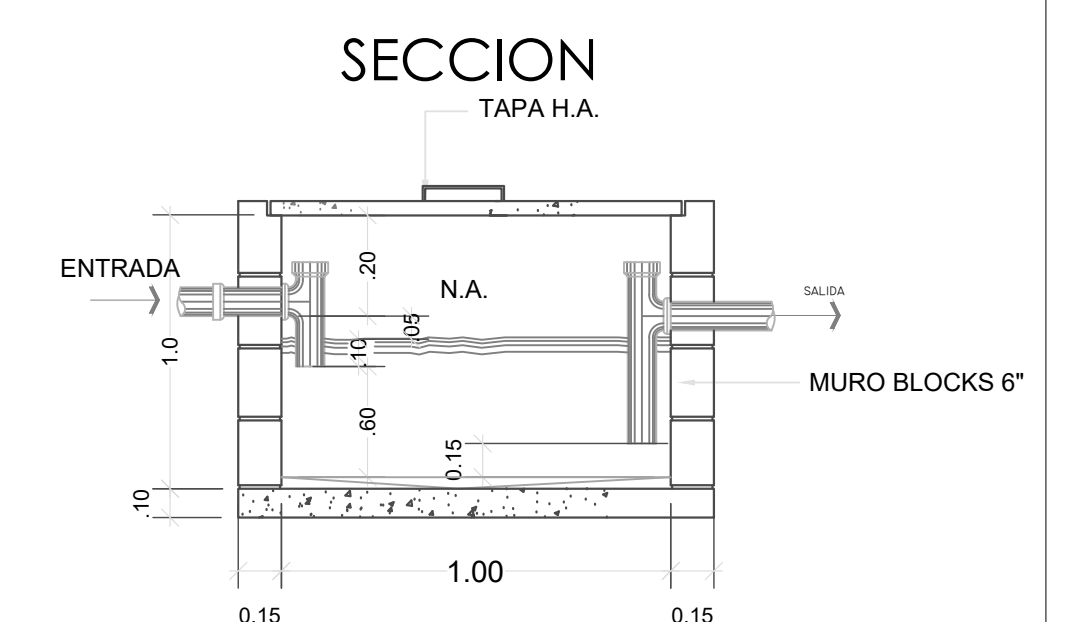 SECCION
TAPA H.A.
ENTRADA
.20
N.A.
SALIDA
.05
1.0
.10
MURO BLOCKS 6"
.60
0.15
.10
1.00
0.15
0.15